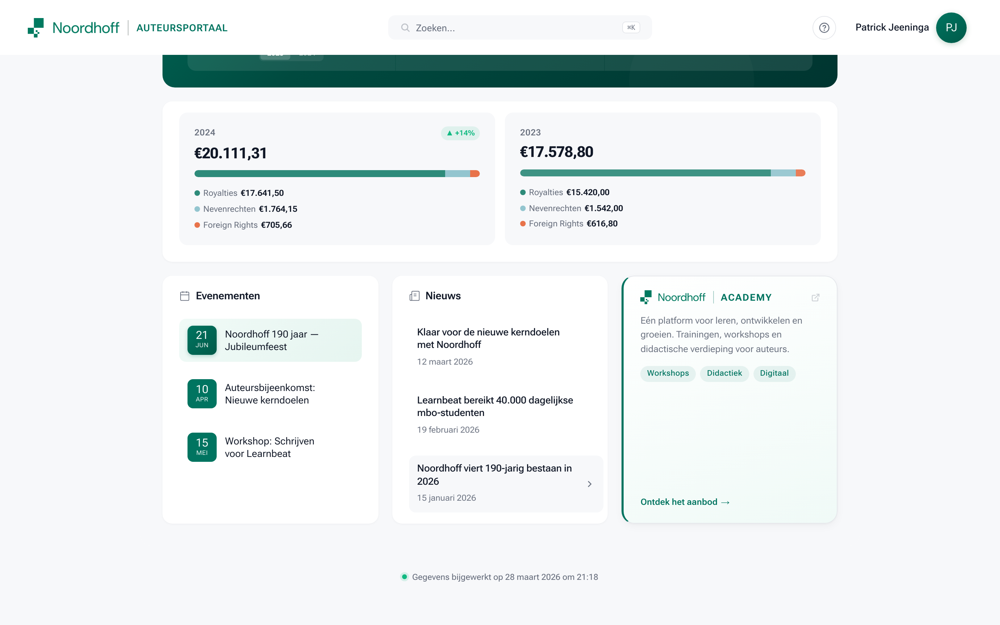 Noordhoff AUTEURSPORTAAL
Zoeken...
⌘K
Patrick Jeeninga
PJ
2024
▲ +14%
€20.111,31
Royalties €17.641,50
Nevenrechten €1.764,15
Foreign Rights €705,66
2023
€17.578,80
Royalties €15.420,00
Nevenrechten €1.542,00
Foreign Rights €616,80
Evenementen
21
JUN
Noordhoff 190 jaar —
Jubileumfeest
10
APR
Auteursbijeenkomst:
Nieuwe kerndoelen
15
MEI
Workshop: Schrijven
voor Learnbeat
Nieuws
Klaar voor de nieuwe kerndoelen
met Noordhoff
12 maart 2026
Learnbeat bereikt 40.000 dagelijkse
mbo-studenten
19 februari 2026
Noordhoff viert 190-jarig bestaan in
2026
15 januari 2026
Noordhoff ACADEMY
Eén platform voor leren, ontwikkelen en
groeien. Trainingen, workshops en
didactische verdieping voor auteurs.
Workshops
Didactiek
Digitaal
Ontdek het aanbod →
Gegevens bijgewerkt op 28 maart 2026 om 21:18